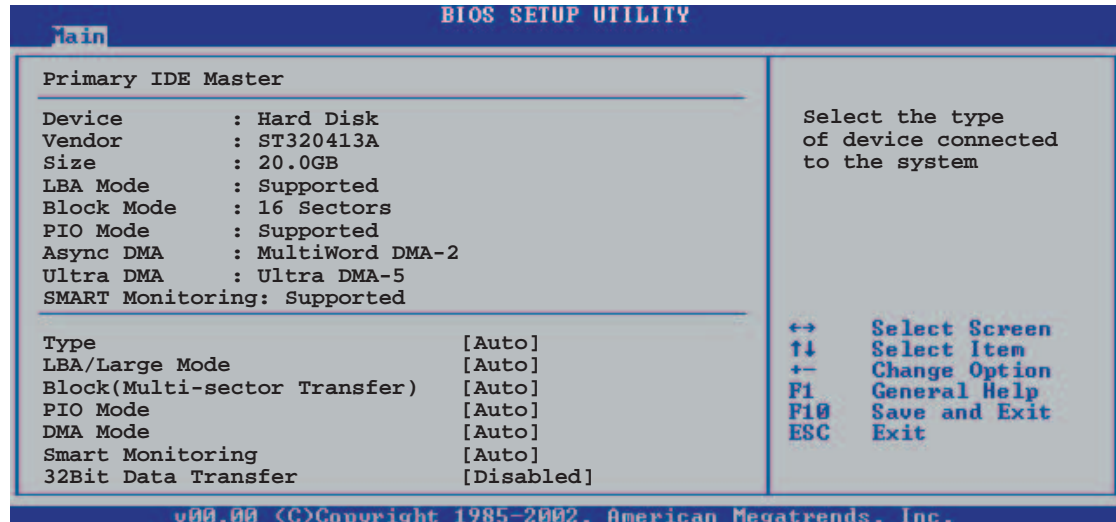 BIOS SETUP UTILITY
Main
Primary IDE Master
Device : Hard Disk
Vendor : ST320413A
Size : 20.0GB
LBA Mode : Supported
Block Mode : 16 Sectors
PIO Mode : Supported
Async DMA : MultiWord DMA-2
Ultra DMA : Ultra DMA-5
SMART Monitoring: Supported
Type [Auto]
LBA/Large Mode [Auto]
Block(Multi-sector Transfer) [Auto]
PIO Mode [Auto]
DMA Mode [Auto]
Smart Monitoring [Auto]
32Bit Data Transfer [Disabled]
Select the type
of device connected
to the system
←→ Select Screen
↑↓ Select Item
+- Change Option
F1 General Help
F10 Save and Exit
ESC Exit
v00.00 (C)Copyright 1985-2002, American Megatrends, Inc.